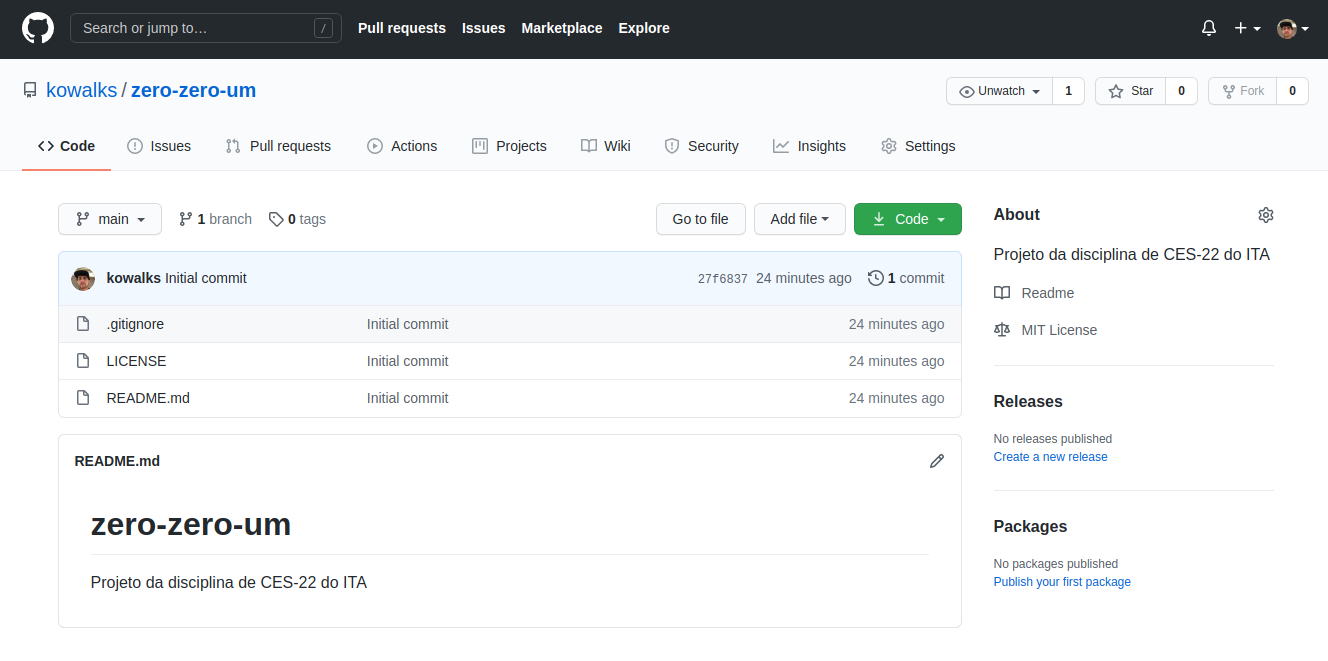 Search or jump to… /
Pull requests Issues Marketplace Explore
kowalks / zero-zero-um
Unwatch 1 Star 0 Fork 0
Code Issues Pull requests Actions Projects Wiki Security Insights Settings
main 1 branch 0 tags Go to file Add file Code
kowalks Initial commit 27f6837 24 minutes ago 1 commit
.gitignore Initial commit 24 minutes ago
LICENSE Initial commit 24 minutes ago
README.md Initial commit 24 minutes ago
README.md
zero-zero-um
Projeto da disciplina de CES-22 do ITA
About
Projeto da disciplina de CES-22 do ITA
Readme
MIT License
Releases
No releases published
Create a new release
Packages
No packages published
Publish your first package